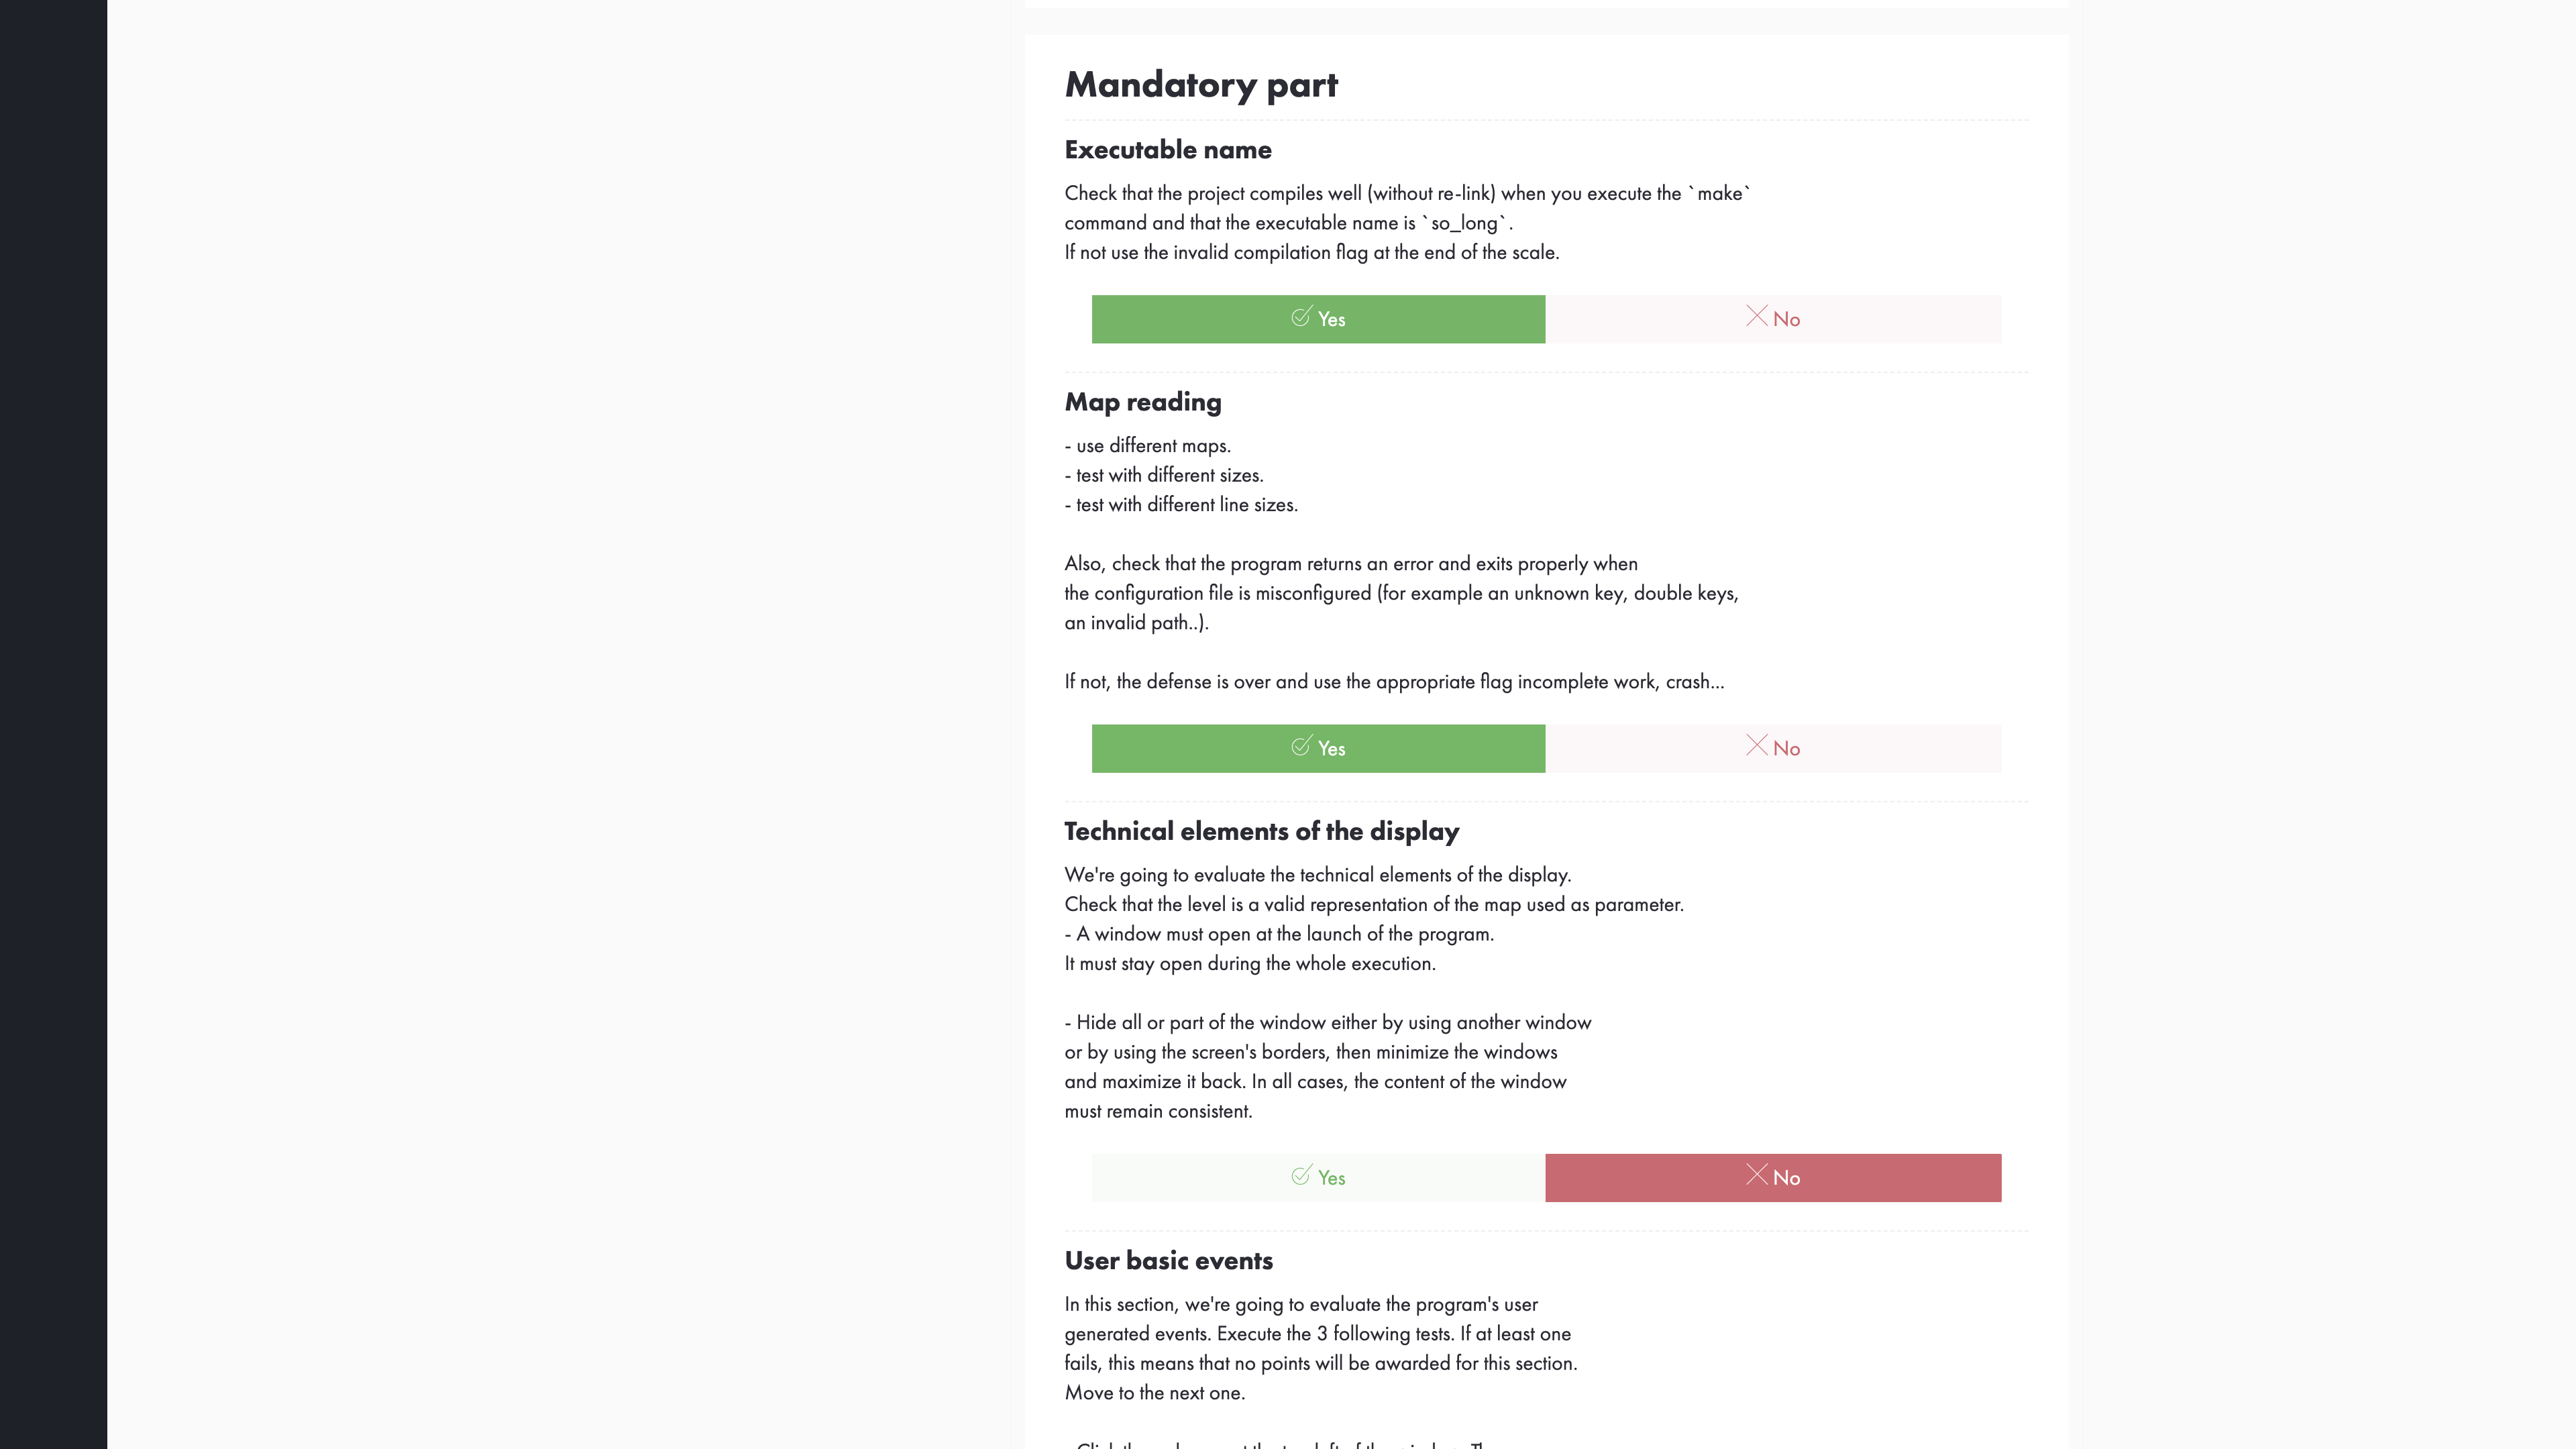 Mandatory part
Executable name
Check that the project compiles well (without re-link) when you execute the `make`
command and that the executable name is `so_long`.
If not use the invalid compilation flag at the end of the scale.
Yes
No
Map reading
- use different maps.
- test with different sizes.
- test with different line sizes.
Also, check that the program returns an error and exits properly when
the configuration file is misconfigured (for example an unknown key, double keys,
an invalid path..).
If not, the defense is over and use the appropriate flag incomplete work, crash...
Yes
No
Technical elements of the display
We're going to evaluate the technical elements of the display.
Check that the level is a valid representation of the map used as parameter.
- A window must open at the launch of the program.
It must stay open during the whole execution.
- Hide all or part of the window either by using another window
or by using the screen's borders, then minimize the windows
and maximize it back. In all cases, the content of the window
must remain consistent.
Yes
No
User basic events
In this section, we're going to evaluate the program's user
generated events. Execute the 3 following tests. If at least one
fails, this means that no points will be awarded for this section.
Move to the next one.